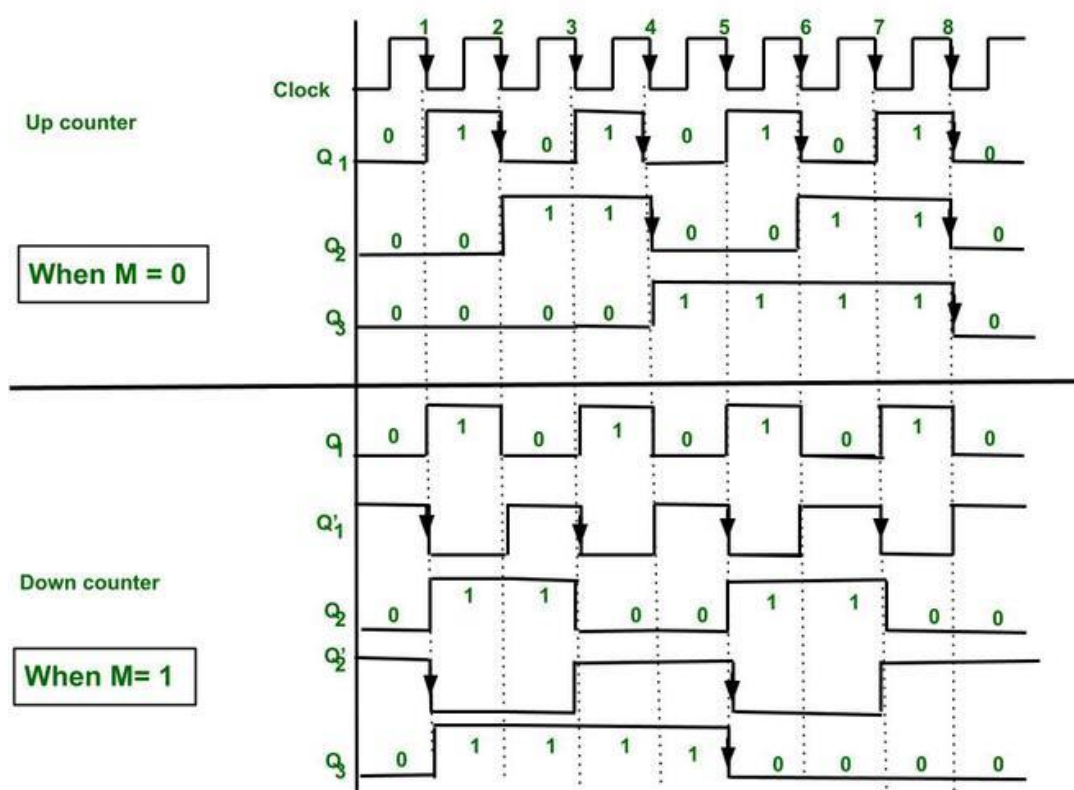 1 2 3 4 5 6 7 8
Clock
Up counter
Q1 0 1 0 1 0 1 0 1 0
Q2 0 0 1 1 0 0 1 1 0
When M = 0
Q3 0 0 0 0 1 1 1 1 0
Q1 0 1 0 1 0 1 0 1 0
Q'1
Down counter
Q2 0 1 1 0 0 1 1 0 0
Q'2
When M= 1
Q3 0 1 1 1 1 0 0 0 0